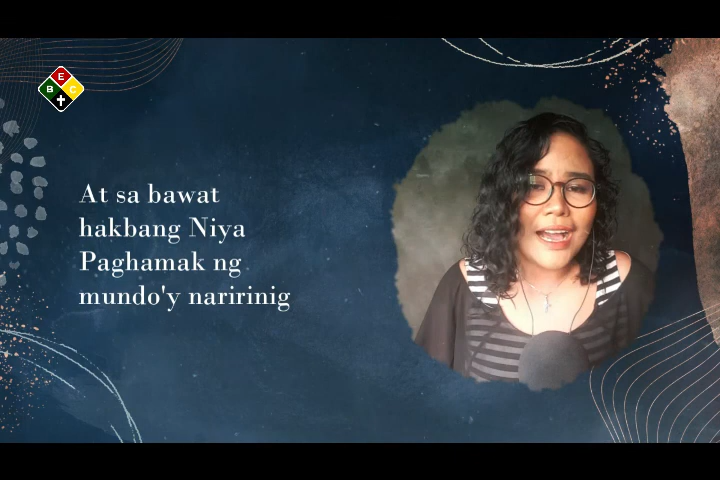 E
B C
At sa bawat
hakbang Niya
Paghamak ng
mundo'y naririnig